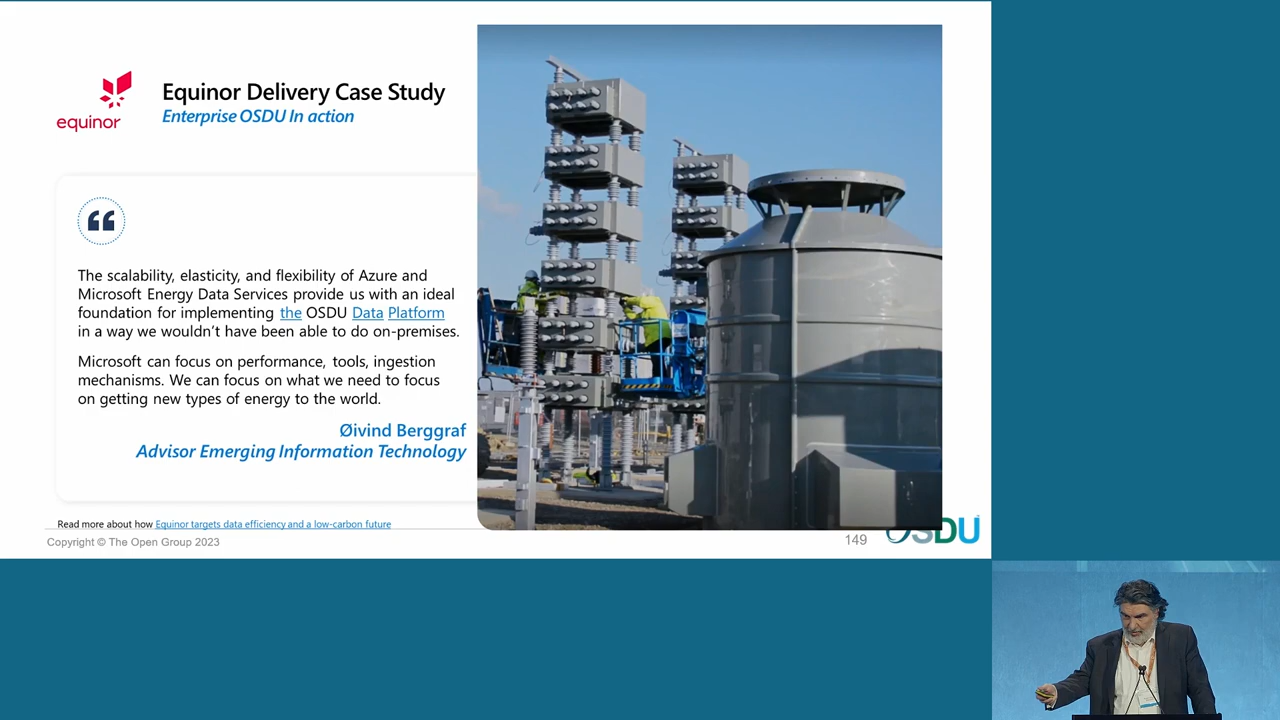 equinor
Equinor Delivery Case Study
Enterprise OSDU In action
“
The scalability, elasticity, and flexibility of Azure and
Microsoft Energy Data Services provide us with an ideal
foundation for implementing the OSDU Data Platform
in a way we wouldn’t have been able to do on-premises.
Microsoft can focus on performance, tools, ingestion
mechanisms. We can focus on what we need to focus
on getting new types of energy to the world.
Øivind Berggraf
Advisor Emerging Information Technology
Read more about how Equinor targets data efficiency and a low-carbon future
Copyright © The Open Group 2023
149
OSDU